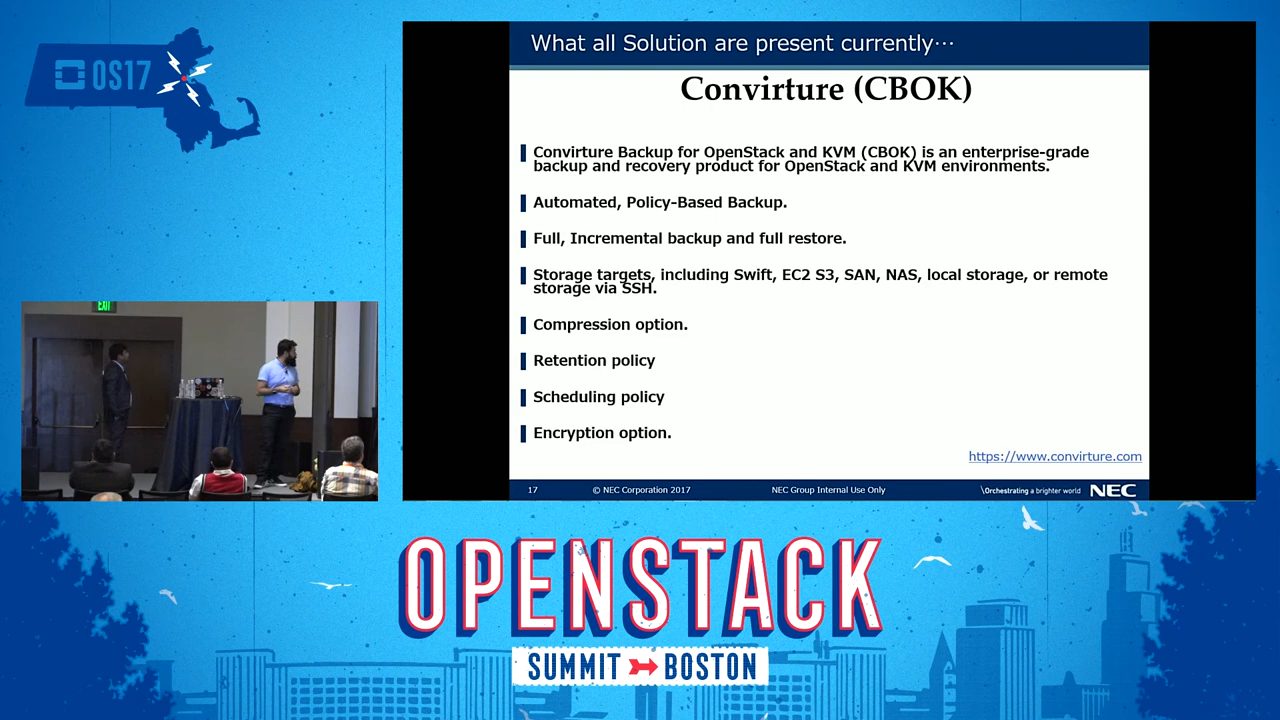 OS17
EXIT
What all Solution are present currently…
Convirture (CBOK)
Convirture Backup for OpenStack and KVM (CBOK) is an enterprise-grade
backup and recovery product for OpenStack and KVM environments.
Automated, Policy-Based Backup.
Full, Incremental backup and full restore.
Storage targets, including Swift, EC2 S3, SAN, NAS, local storage, or remote
storage via SSH.
Compression option.
Retention policy
Scheduling policy
Encryption option.
https://www.convirture.com
17 © NEC Corporation 2017 NEC Group Internal Use Only \Orchestrating a brighter world NEC
OPENSTACK
SUMMIT BOSTON